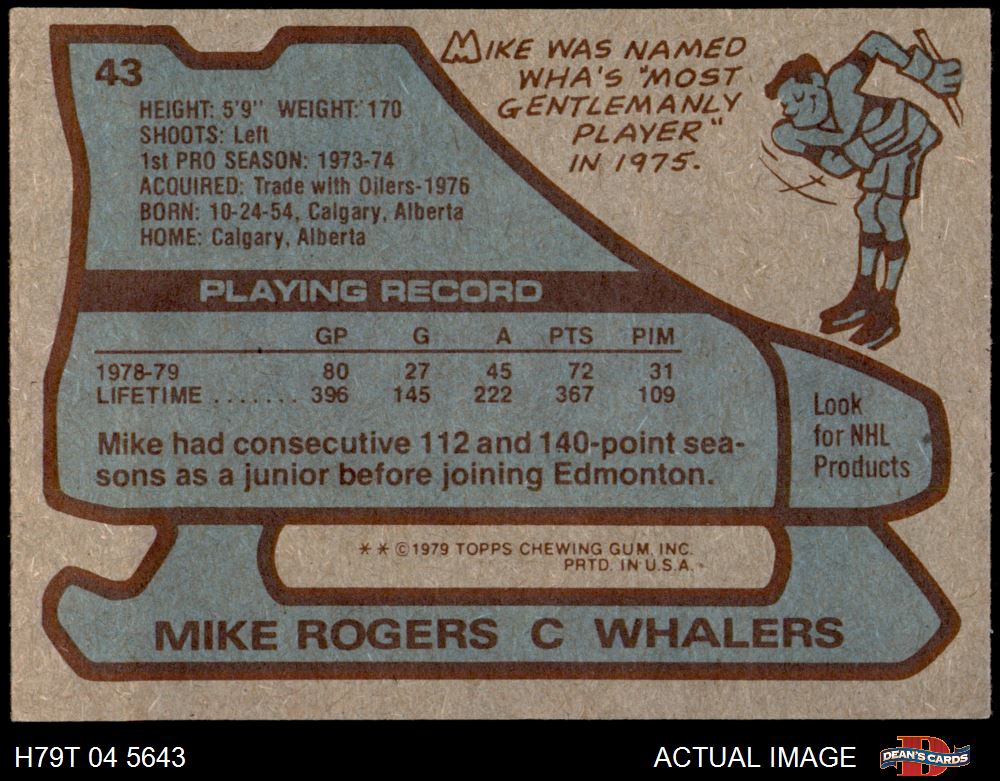 43
HEIGHT: 5'9" WEIGHT: 170
SHOOTS: Left
1st PRO SEASON: 1973-74
ACQUIRED: Trade with Oilers-1976
BORN: 10-24-54, Calgary, Alberta
HOME: Calgary, Alberta
MIKE WAS NAMED
WHA'S "MOST
GENTLEMANLY
PLAYER"
IN 1975.
PLAYING RECORD
GP G A PTS PIM
1978-79 80 27 45 72 31
LIFETIME ....... 396 145 222 367 109
Mike had consecutive 112 and 140-point sea-
sons as a junior before joining Edmonton.
Look
for NHL
Products
** ©1979 TOPPS CHEWING GUM, INC.
PRTD. IN U.S.A.
MIKE ROGERS C WHALERS
H79T 04 5643
ACTUAL IMAGE
DEAN'S CARDS